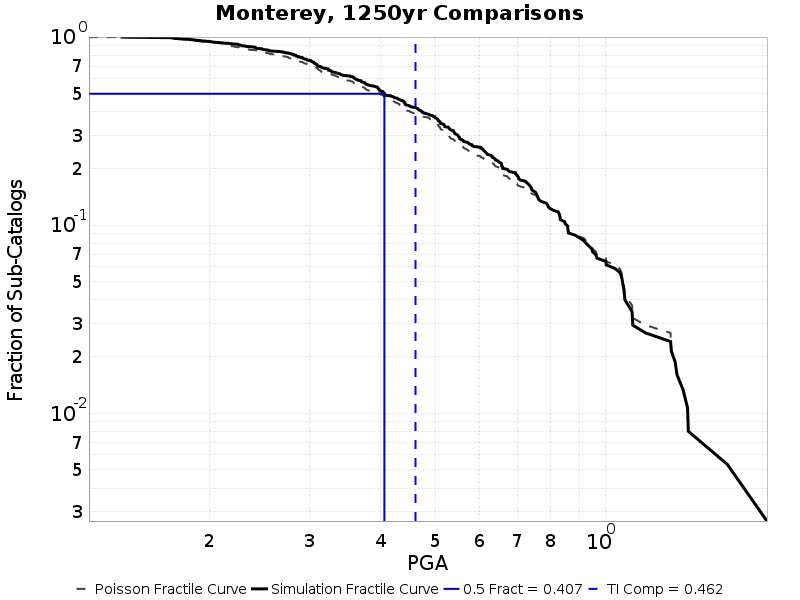 Monterey, 1250yr Comparisons
10^0
7
5
3
2
10^-1
7
5
3
2
10^-2
7
5
3
Fraction of Sub-Catalogs
2 3 4 5 6 7 8 10^0
PGA
Poisson Fractile Curve Simulation Fractile Curve 0.5 Fract = 0.407 TI Comp = 0.462